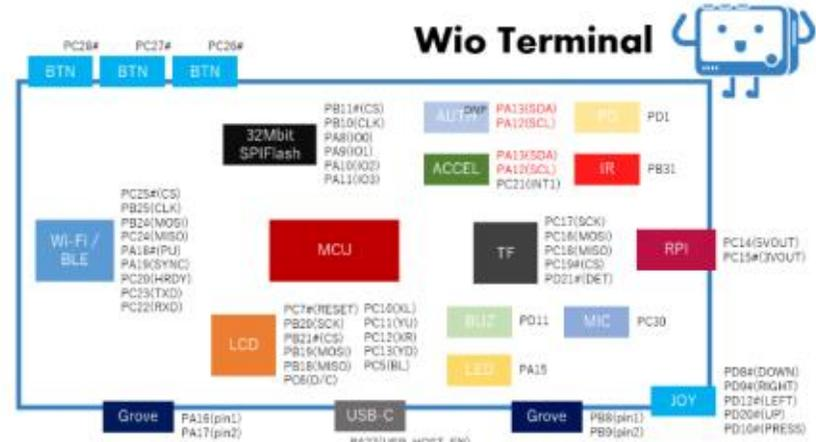 Wio Terminal
PC28#
PC27#
PC26#
BTN
BTN
BTN
32Mbit
SPIFlash
PB11#(CS)
PB10(CLK)
PA8(IO0)
PA9(IO1)
PA10(IO2)
PA11(IO3)
AUTH
DNP
PA13(SDA)
PA12(SCL)
PD
PD1
ACCEL
PA13(SDA)
PA12(SCL)
PC21(INT1)
IR
PB31
Wi-Fi /
BLE
PC25#(CS)
PB25(CLK)
PB24(MOSI)
PC24(MISO)
PA18#(PU)
PA19(SYNC)
PC20(HRDY)
PC23(TXD)
PC22(RXD)
MCU
TF
PC17(SCK)
PC16(MOSI)
PC18(MISO)
PC19#(CS)
PD21#(DET)
RPI
PC14(5VOUT)
PC15#(3VOUT)
LCD
PC7#(RESET)
PB20(SCK)
PB21#(CS)
PB19(MOSI)
PB18(MISO)
PC6(D/C)
PC10(XL)
PC11(YU)
PC12(XR)
PC13(YD)
PC5(BL)
BUZ
PD11
MIC
PC30
LED
PA15
JOY
PD8#(DOWN)
PD9#(RIGHT)
PD12#(LEFT)
PD20#(UP)
PD10#(PRESS)
Grove
PA16(pin1)
PA17(pin2)
USB-C
Grove
PB8(pin1)
PB9(pin2)